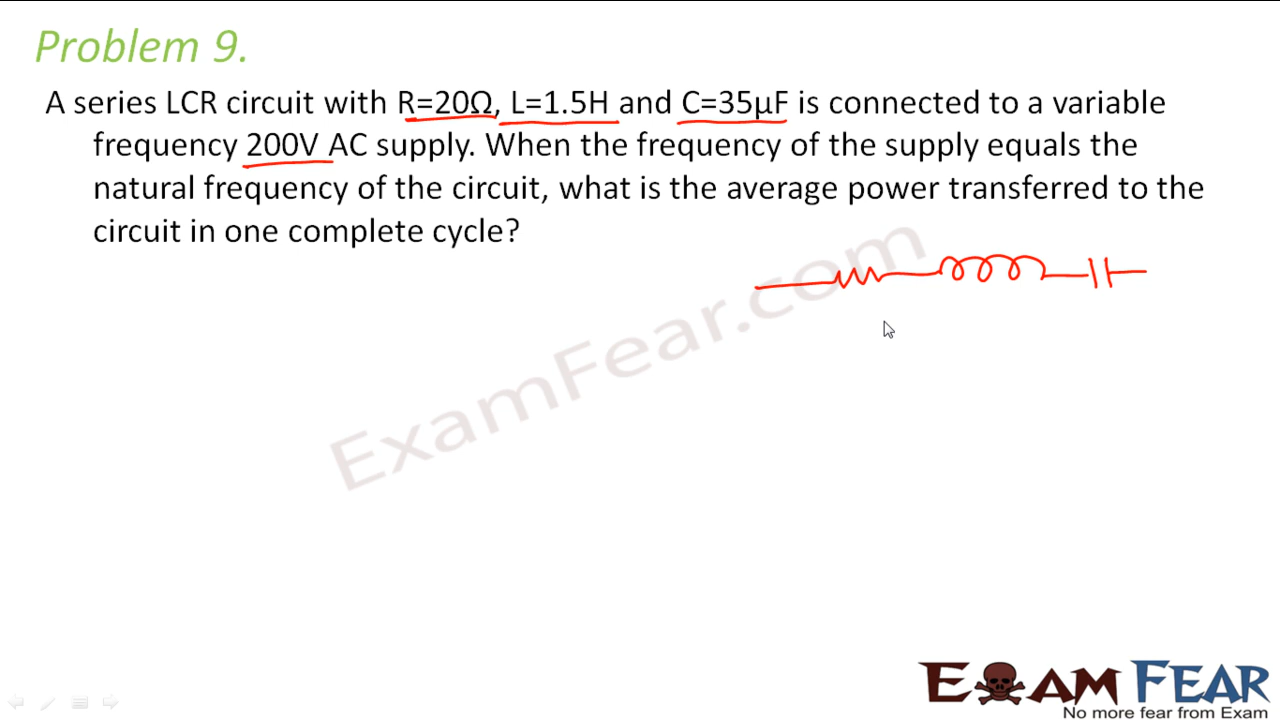 Problem 9.
A series LCR circuit with R=20Ω, L=1.5H and C=35μF is connected to a variable
frequency 200V AC supply. When the frequency of the supply equals the
natural frequency of the circuit, what is the average power transferred to the
circuit in one complete cycle?
ExamFear.com
EXAM FEAR
No more fear from Exam